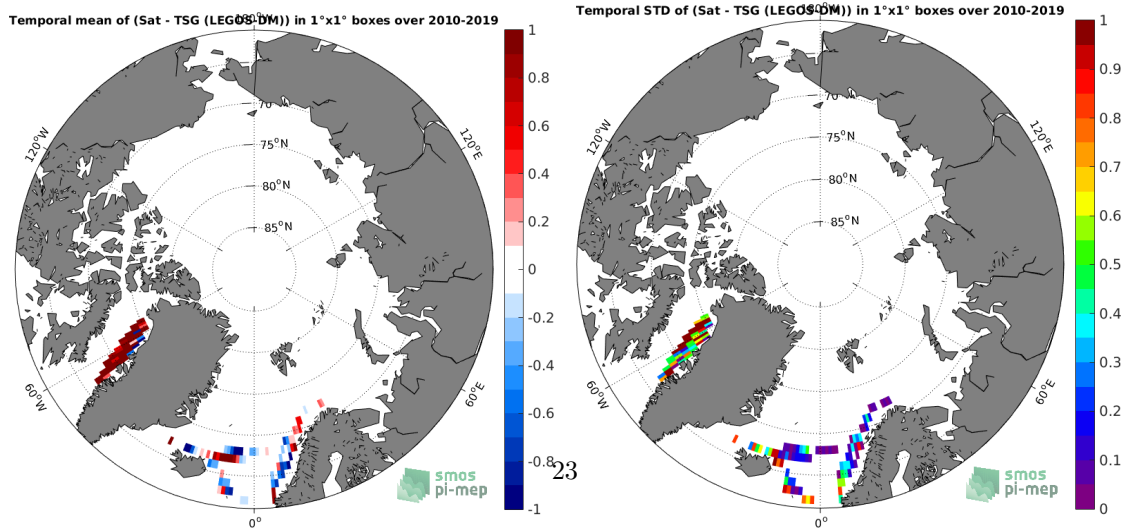 Temporal mean of (Sat - TSG (LEGOS-DM)) in 1°x1° boxes over 2010-2019
180°W
120°W
120°E
70
75°N
80°N
85°N
60°W
60°E
0°
1
0.8
0.6
0.4
0.2
0
-0.2
-0.4
-0.6
-0.8
-1
smos
pi-mep
23
Temporal STD of (Sat - TSG (LEGOS-DM)) in 1°x1° boxes over 2010-2019
180°W
120°W
120°E
70
75°N
80°N
85°N
60°W
60°E
0°
1
0.9
0.8
0.7
0.6
0.5
0.4
0.3
0.2
0.1
0
smos
pi-mep